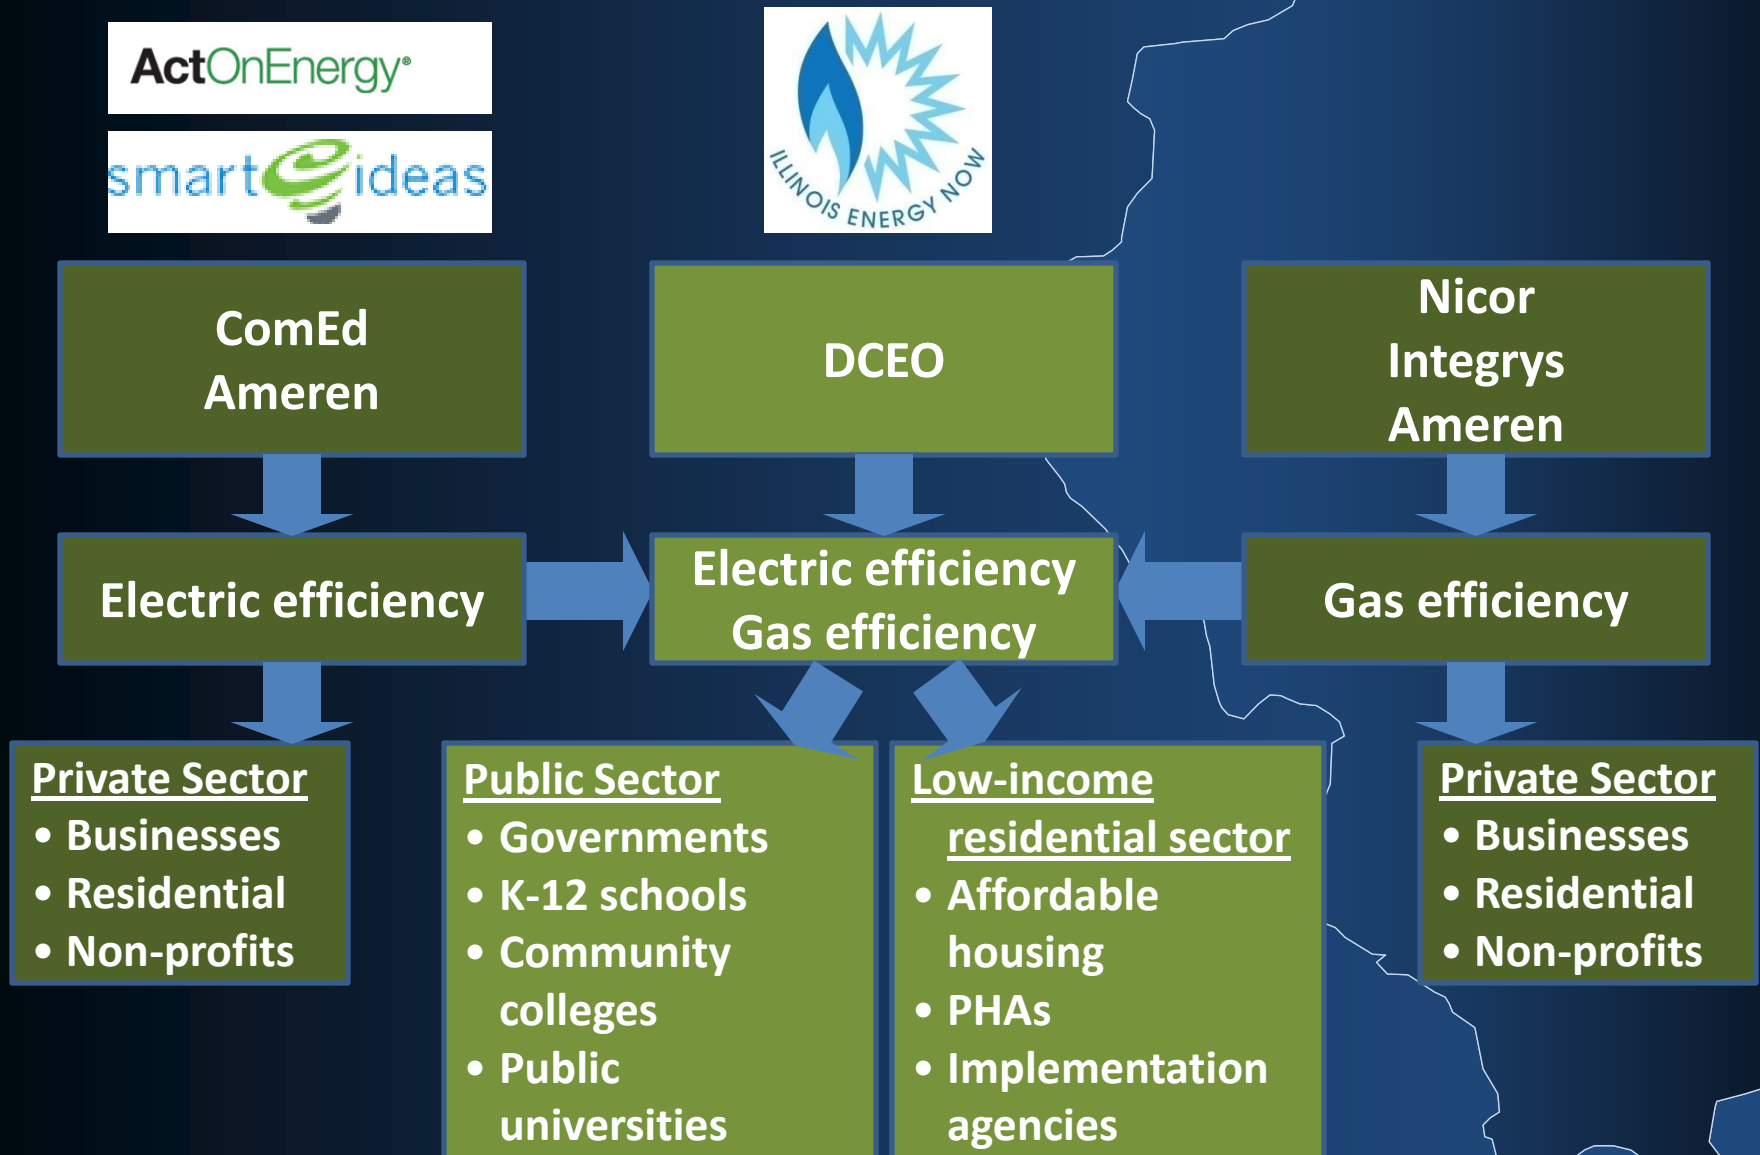 ActOnEnergy®
smart ideas
ILLINOIS ENERGY NOW
ComEd
Ameren
DCEO
Nicor
Integrys
Ameren
Electric efficiency
Electric efficiency
Gas efficiency
Gas efficiency
Private Sector
• Businesses
• Residential
• Non-profits
Public Sector
• Governments
• K-12 schools
• Community
colleges
• Public
universities
Low-income
residential sector
• Affordable
housing
• PHAs
• Implementation
agencies
Private Sector
• Businesses
• Residential
• Non-profits